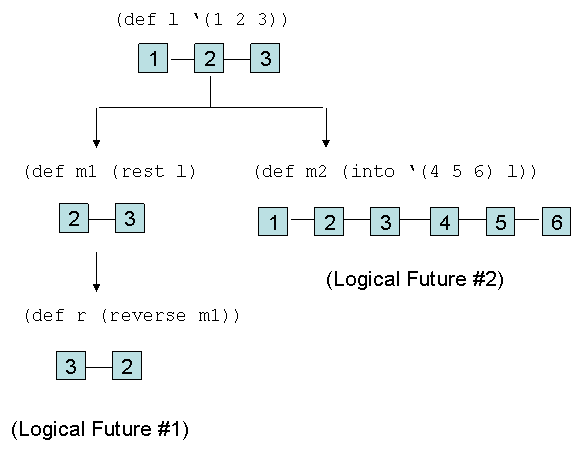 (def l ‘(1 2 3))
1 2 3
(def m1 (rest l)
(def m2 (into ‘(4 5 6) l))
2 3
1 2 3 4 5 6
(Logical Future #2)
(def r (reverse m1))
3 2
(Logical Future #1)